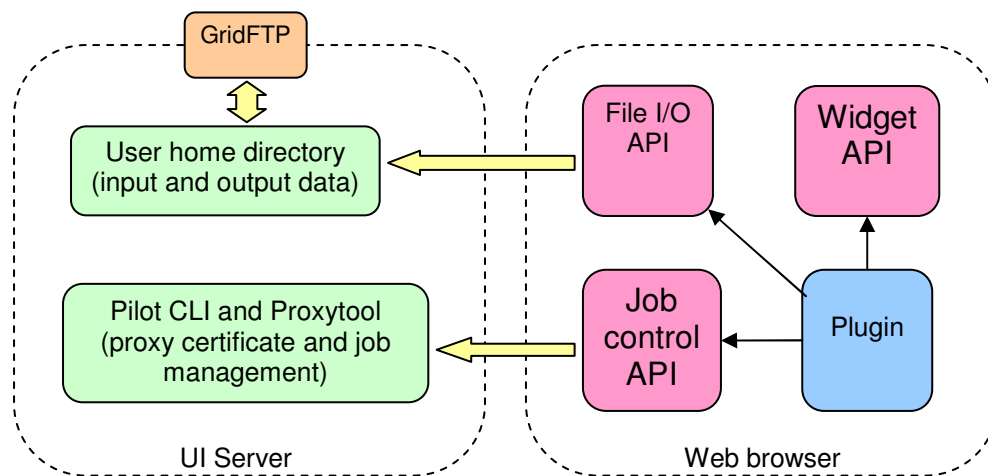 GridFTP
User home directory
(input and output data)
Pilot CLI and Proxytool
(proxy certificate and job
management)
UI Server
File I/O
API
Widget
API
Job
control
API
Plugin
Web browser